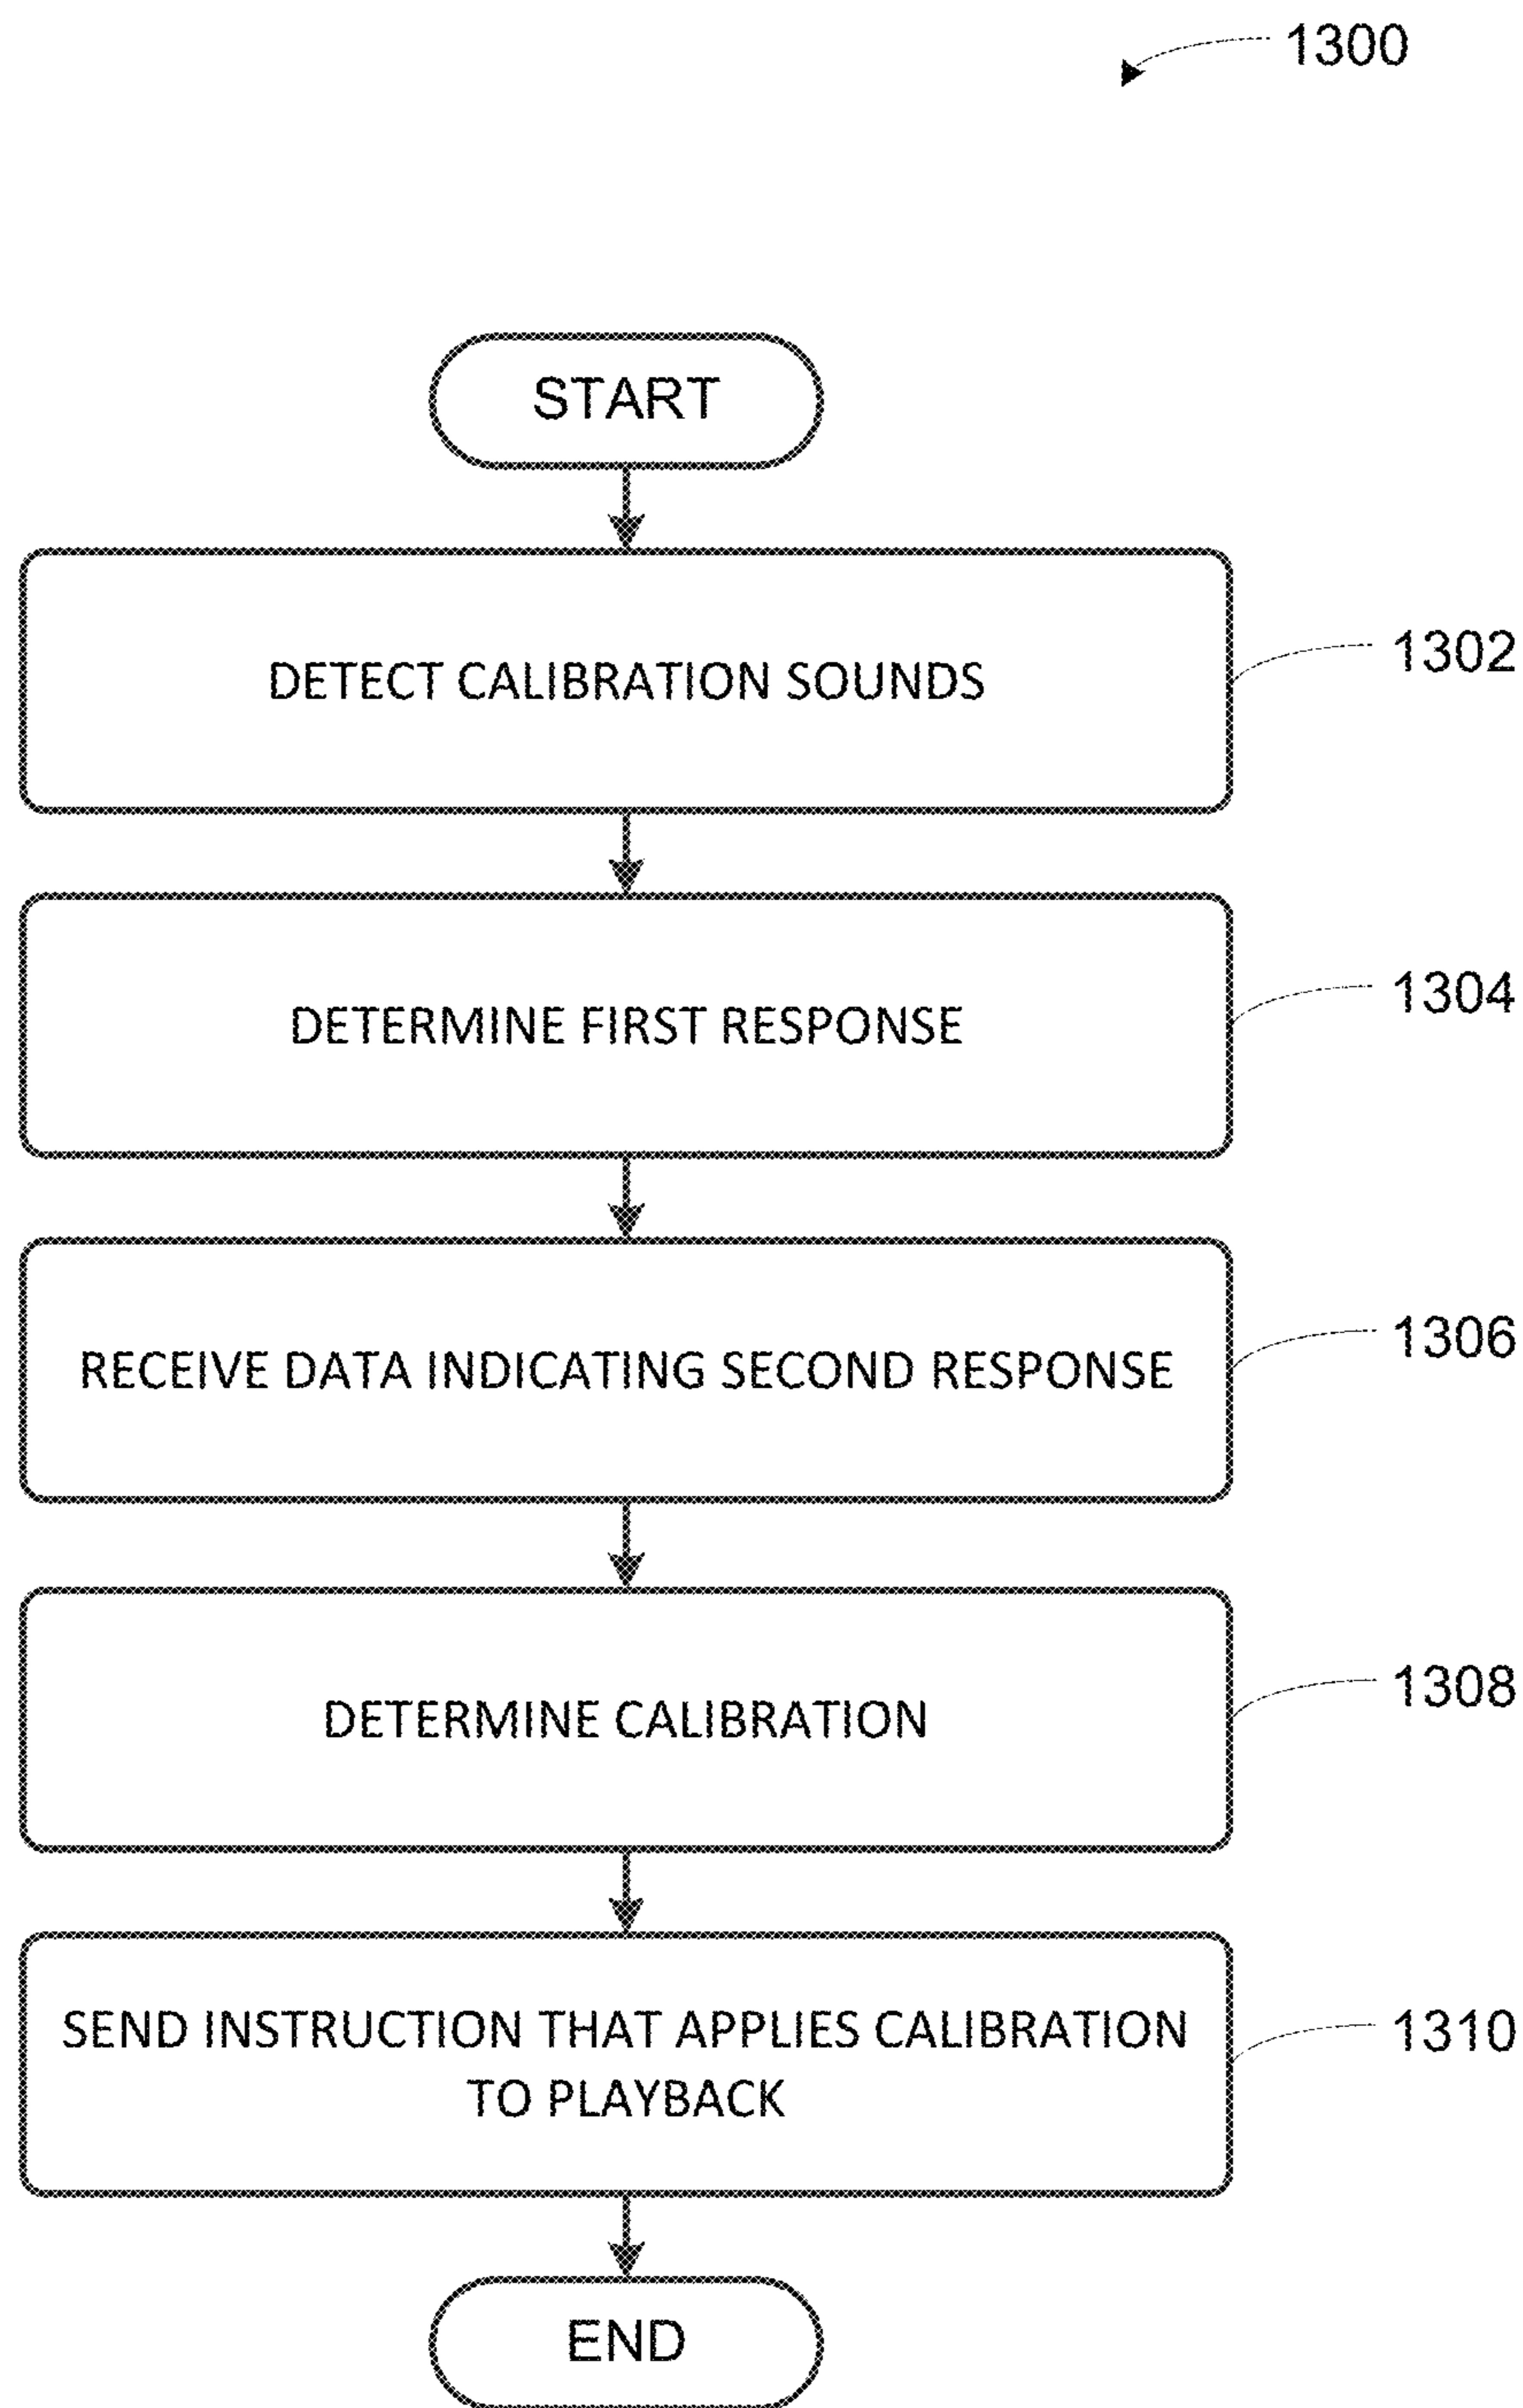 1300
START
DETECT CALIBRATION SOUNDS
1302
DETERMINE FIRST RESPONSE
1304
RECEIVE DATA INDICATING SECOND RESPONSE
1306
DETERMINE CALIBRATION
1308
SEND INSTRUCTION THAT APPLIES CALIBRATION
TO PLAYBACK
1310
END